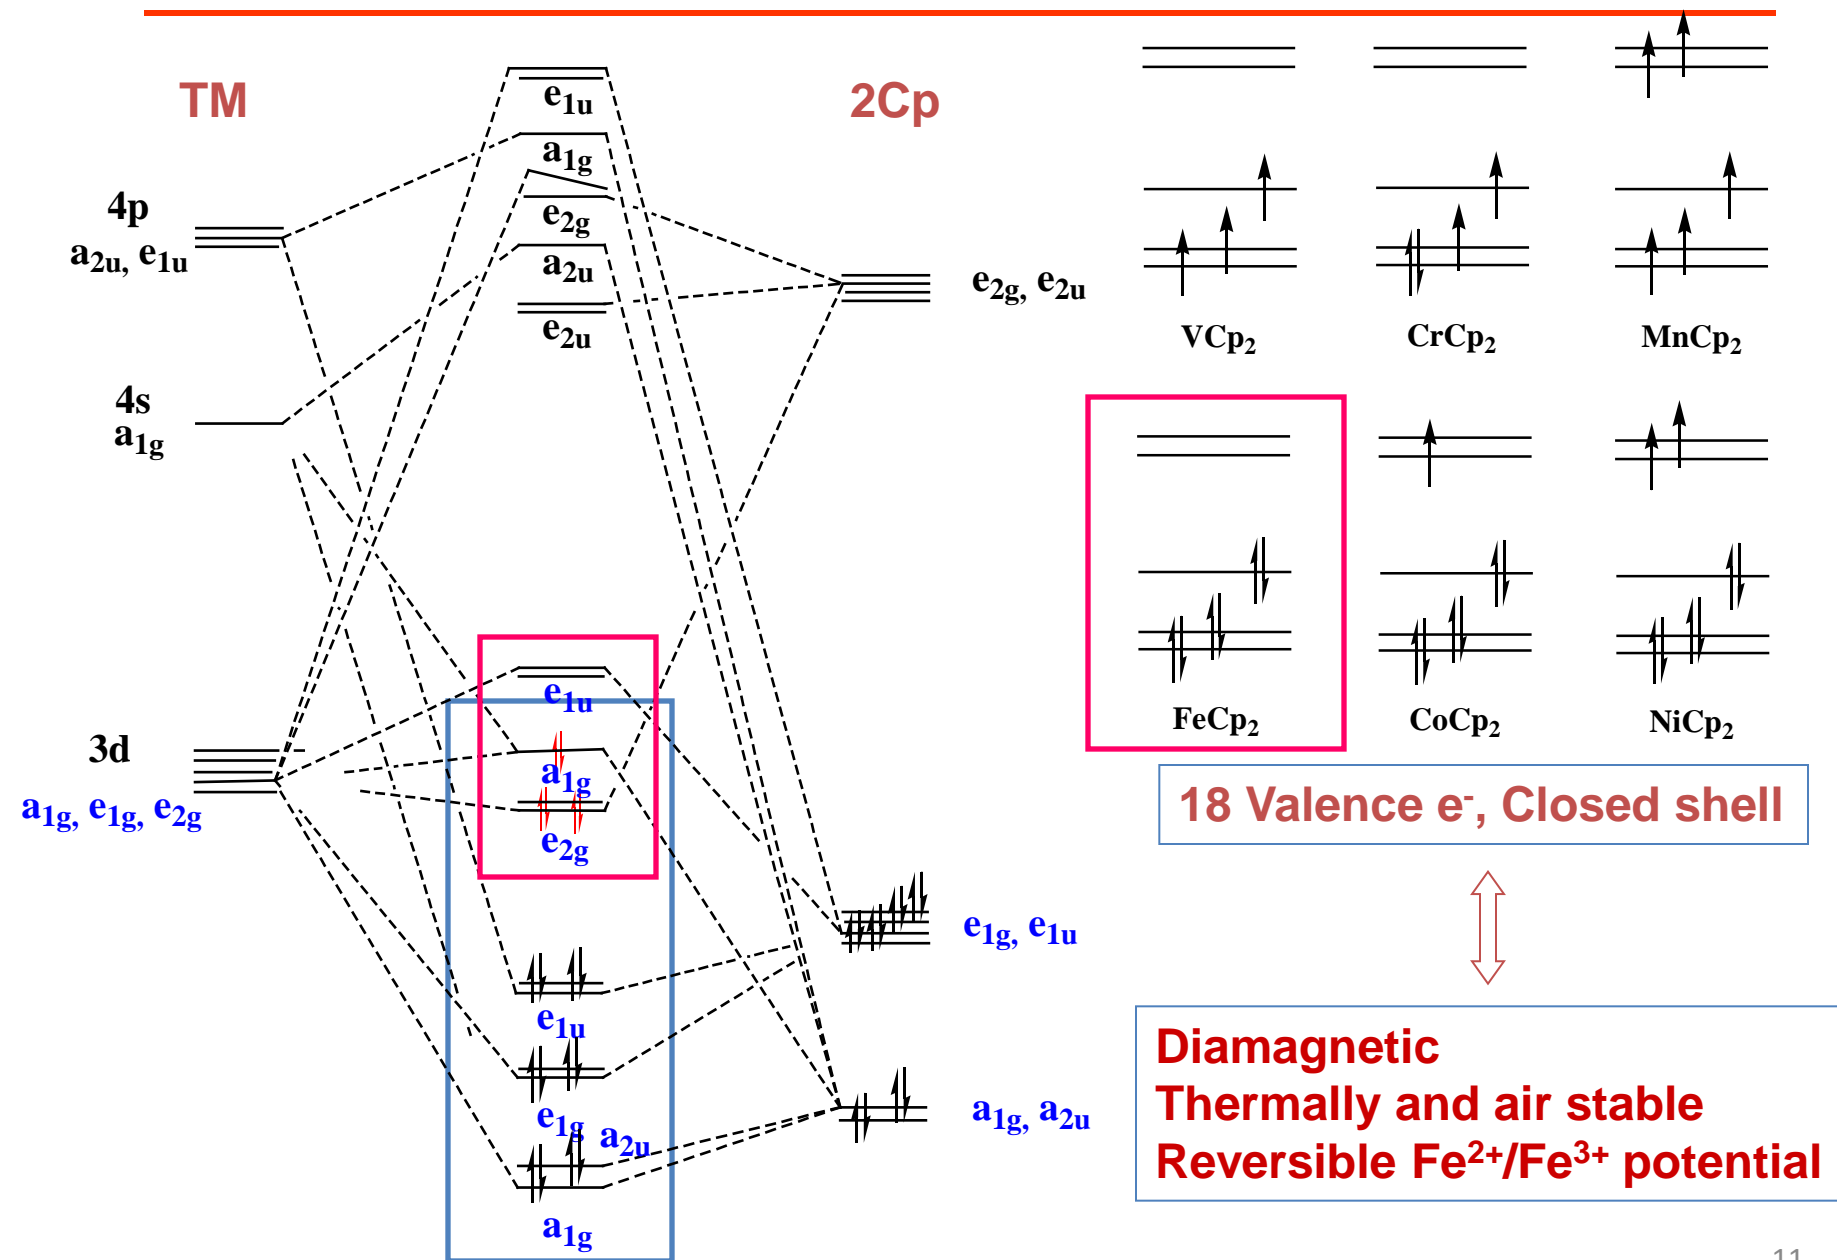 TM
2Cp
e1u
a1g
e2g
a2u
e2u
4p
a2u, e1u
4s
a1g
3d
a1g, e1g, e2g
e1u
a1g
e2g
e1u
e1g
a2u
a1g
e2g, e2u
e1g, e1u
a1g, a2u
VCp2
CrCp2
MnCp2
FeCp2
CoCp2
NiCp2
18 Valence e-, Closed shell
Diamagnetic
Thermally and air stable
Reversible Fe2+/Fe3+ potential
11